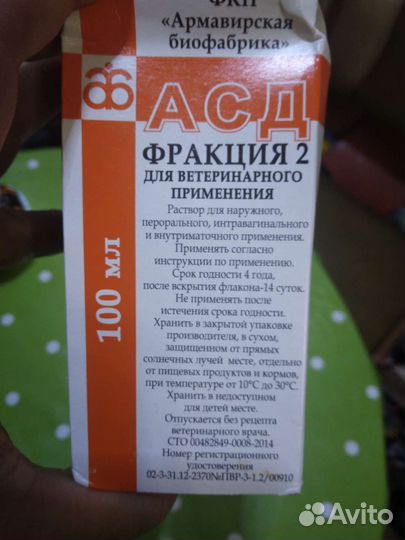 ФКП
«Армавирская
биофабрика»
АСД
ФРАКЦИЯ 2
ДЛЯ ВЕТЕРИНАРНОГО
ПРИМЕНЕНИЯ
Раствор для наружного,
перорального, интравагинального
и внутриматочного применения.
Применять согласно
инструкции по применению.
Срок годности 4 года,
после вскрытия флакона-14 суток.
Не применять после
истечения срока годности.
Хранить в закрытой упаковке
производителя, в сухом,
защищенном от прямых
солнечных лучей месте, отдельно
от пищевых продуктов и кормов,
при температуре от 10°С до 30°С.
Хранить в недоступном
для детей месте.
Отпускается без рецепта
ветеринарного врача.
СТО 00482849-0008-2014
Номер регистрационного
удостоверения
02-3-31.12-2370№ПВР-3-1.2/00910
100 мл
Avito